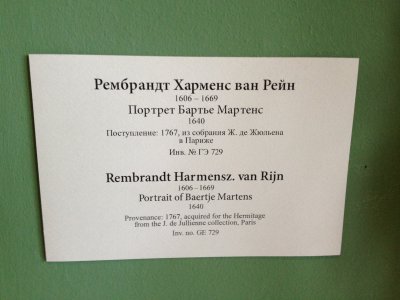 Рембрандт Харменс ван Рейн
1606 – 1669
Портрет Бартье Мартенс
1640
Поступление: 1767, из собрания Ж. де Жюльена
в Париже
Инв. № ГЭ 729
Rembrandt Harmensz. van Rijn
1606 – 1669
Portrait of Baertje Martens
1640
Provenance: 1767, acquired for the Hermitage
from the J. de Jullienne collection, Paris
Inv. no. GE 729